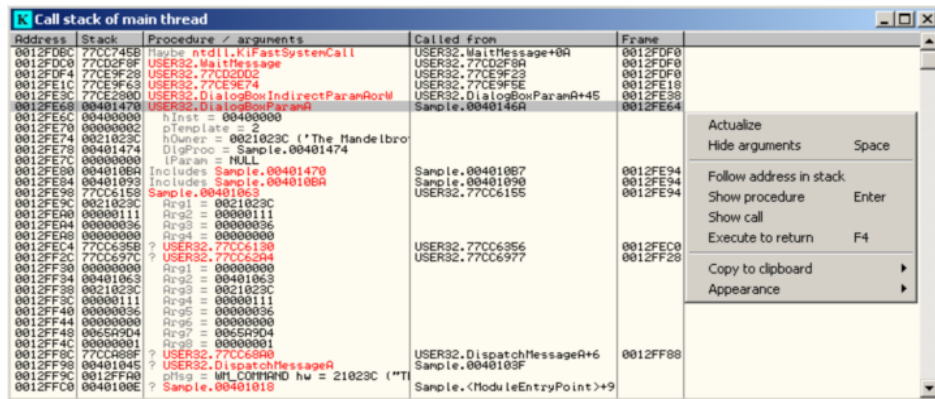 K Call stack of main thread
Address Stack Procedure / arguments Called from Frame
0012FDBC 77CC745B Maybe ntdll.KiFastSystemCall USER32.WaitMessage+0A 0012FDF0
0012FDC0 77CD2F8F USER32.WaitMessage USER32.77CD2F8A 0012FDF0
0012FDF4 77CE9F28 USER32.77CD2DD2 USER32.77CE9F23 0012FDF0
0012FE1C 77CE9F63 USER32.77CE9E74 USER32.77CE9F5E 0012FE18
0012FE3C 77CE280D USER32.DialogBoxIndirectParamAorW USER32.DialogBoxParamA+45 0012FE38
0012FE68 00401470 USER32.DialogBoxParamA Sample.0040146A 0012FE64
0012FE6C 00400000 hInst = 00400000
0012FE70 00000002 pTemplate = 2
0012FE74 0021023C hOwner = 0021023C ('The Mandelbro
0012FE78 00401474 DlgProc = Sample.00401474
0012FE7C 00000000 lParam = NULL
0012FE80 004010BA Includes Sample.00401470 Sample.004010B7 0012FE94
0012FE84 00401093 Includes Sample.004010BA Sample.00401090 0012FE94
0012FE98 77CC6158 Sample.00401063 USER32.77CC6155 0012FE94
0012FE9C 0021023C Arg1 = 0021023C
0012FEA0 00000111 Arg2 = 00000111
0012FEA4 00000036 Arg3 = 00000036
0012FEA8 00000000 Arg4 = 00000000
0012FEC4 77CC635B ? USER32.77CC6130 USER32.77CC6356 0012FEC0
0012FF2C 77CC697C ? USER32.77CC62A4 USER32.77CC6977 0012FF28
0012FF30 00000000 Arg1 = 00000000
0012FF34 00401063 Arg2 = 00401063
0012FF38 0021023C Arg3 = 0021023C
0012FF3C 00000111 Arg4 = 00000111
0012FF40 00000036 Arg5 = 00000036
0012FF44 00000000 Arg6 = 00000000
0012FF48 0065A9D4 Arg7 = 0065A9D4
0012FF4C 00000001 Arg8 = 00000001
0012FF8C 77CCA88F ? USER32.77CC68A0 USER32.DispatchMessageA+6 0012FF88
0012FF98 00401045 ? USER32.DispatchMessageA Sample.0040103F
0012FF9C 0012FFA0 pMsg = WM_COMMAND hw = 21023C ("Tl
0012FFC0 0040100E ? Sample.00401018 Sample.<ModuleEntryPoint>+9
Actualize
Hide arguments Space
Follow address in stack
Show procedure Enter
Show call
Execute to return F4
Copy to clipboard
Appearance